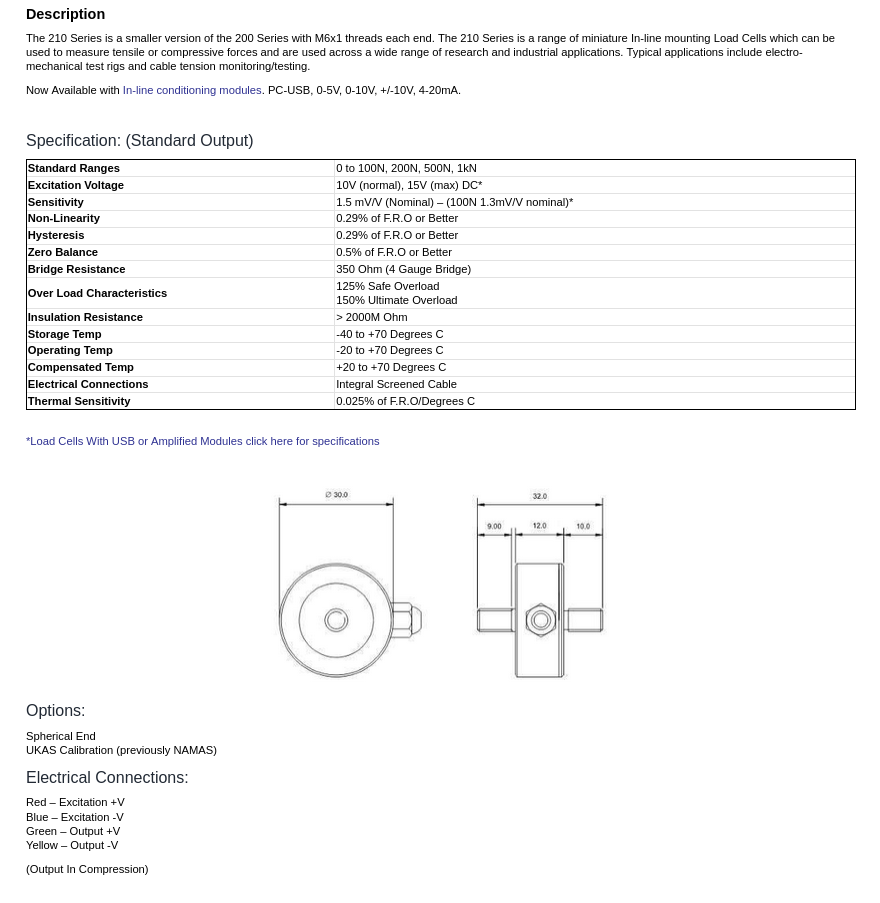 Description
The 210 Series is a smaller version of the 200 Series with M6x1 threads each end. The 210 Series is a range of miniature In-line mounting Load Cells which can be
used to measure tensile or compressive forces and are used across a wide range of research and industrial applications. Typical applications include electro-
mechanical test rigs and cable tension monitoring/testing.
Now Available with In-line conditioning modules. PC-USB, 0-5V, 0-10V, +/-10V, 4-20mA.
Specification: (Standard Output)
Standard Ranges 0 to 100N, 200N, 500N, 1kN
Excitation Voltage 10V (normal), 15V (max) DC*
Sensitivity 1.5 mV/V (Nominal) – (100N 1.3mV/V nominal)*
Non-Linearity 0.29% of F.R.O or Better
Hysteresis 0.29% of F.R.O or Better
Zero Balance 0.5% of F.R.O or Better
Bridge Resistance 350 Ohm (4 Gauge Bridge)
Over Load Characteristics 125% Safe Overload
150% Ultimate Overload
Insulation Resistance > 2000M Ohm
Storage Temp -40 to +70 Degrees C
Operating Temp -20 to +70 Degrees C
Compensated Temp +20 to +70 Degrees C
Electrical Connections Integral Screened Cable
Thermal Sensitivity 0.025% of F.R.O/Degrees C
*Load Cells With USB or Amplified Modules click here for specifications
∅ 30.0 32.0
9.00 12.0 10.0
Options:
Spherical End
UKAS Calibration (previously NAMAS)
Electrical Connections:
Red – Excitation +V
Blue – Excitation -V
Green – Output +V
Yellow – Output -V
(Output In Compression)